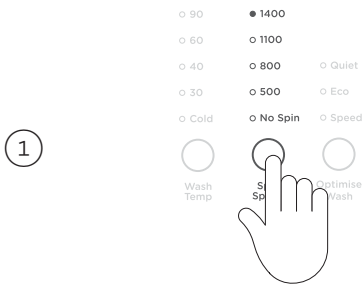 90
1400
60
1100
40
800
Quiet
30
500
Eco
Cold
No Spin
Speed
1
Wash
Temp
Optimise
Wash